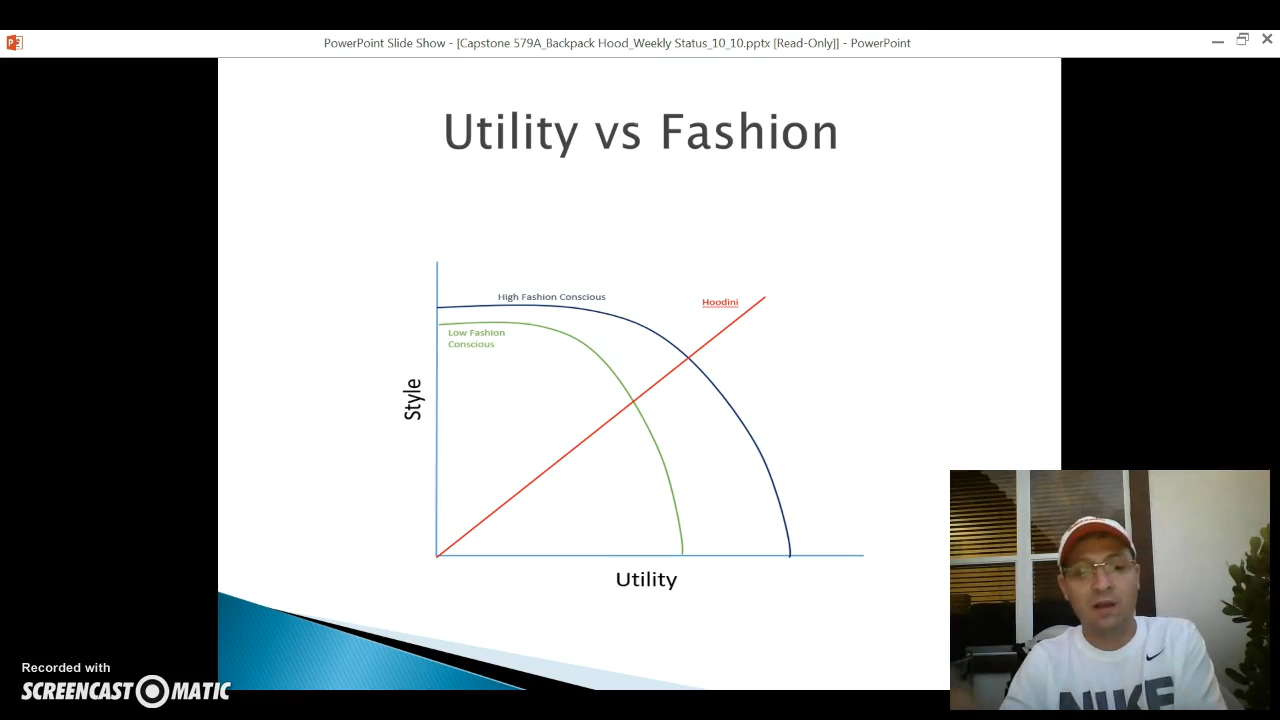 PowerPoint Slide Show - [Capstone 579A_Backpack Hood_Weekly Status_10_10.pptx [Read-Only]] - PowerPoint
Utility vs Fashion
High Fashion Conscious
Hoodini
Low Fashion
Conscious
Style
Utility
Recorded with
SCREENCAST O MATIC
NIKE